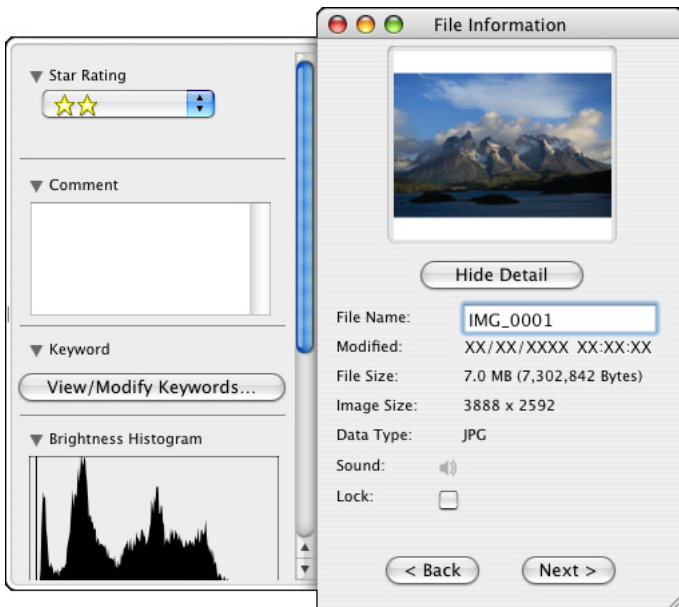 File Information
Star Rating
Comment
Keyword
View/Modify Keywords...
Brightness Histogram
Hide Detail
File Name: IMG_0001
Modified: XX/XX/XXXX XX:XX:XX
File Size: 7.0 MB (7,302,842 Bytes)
Image Size: 3888 x 2592
Data Type: JPG
Sound:
Lock:
< Back Next >